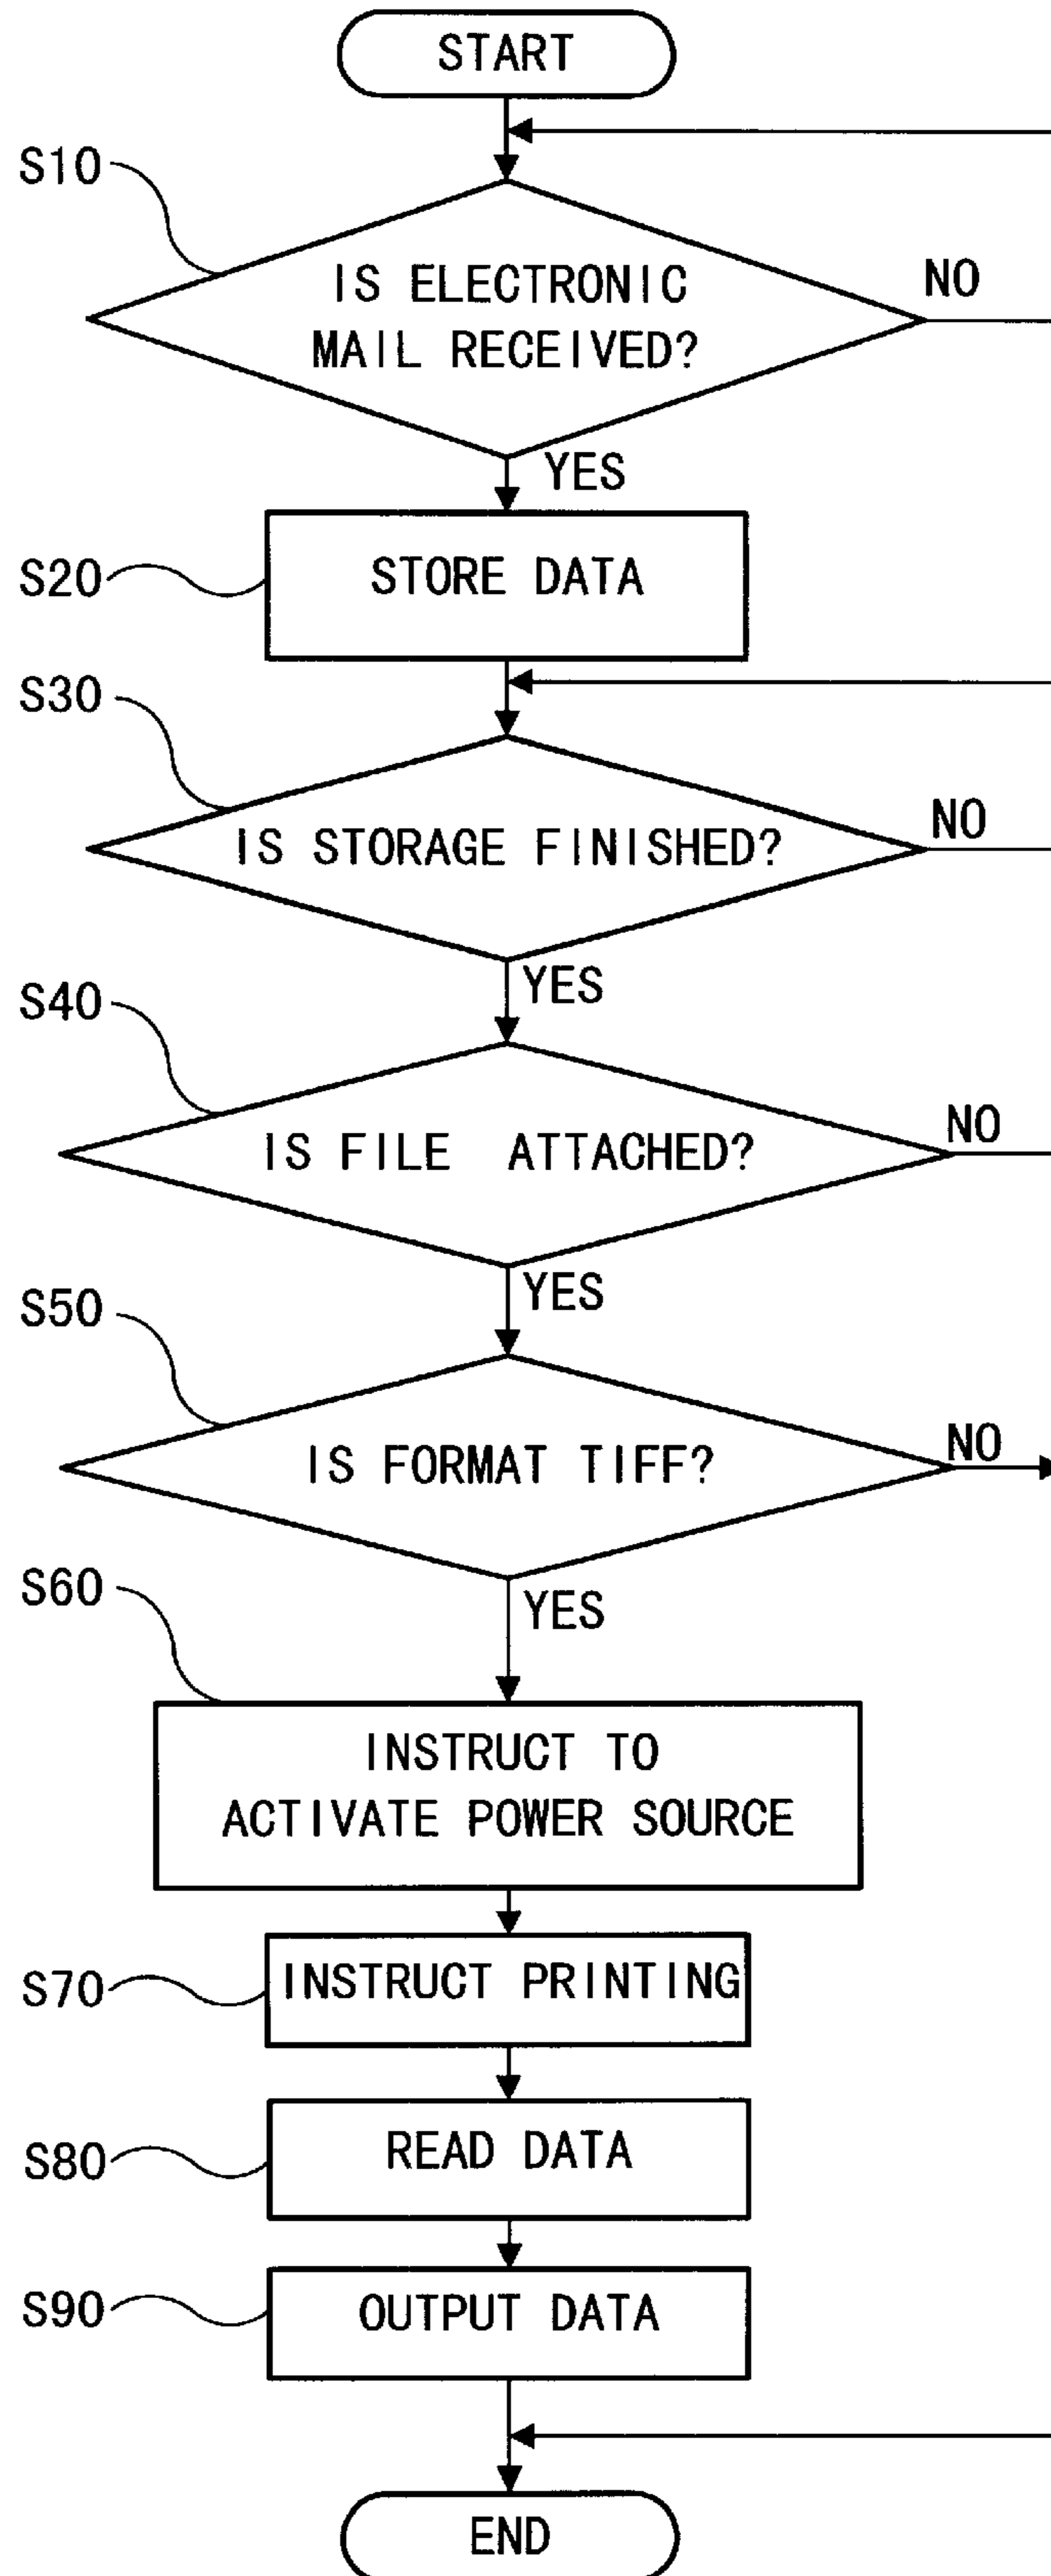 START
S10
IS ELECTRONIC
MAIL RECEIVED?
NO
YES
S20
STORE DATA
S30
IS STORAGE FINISHED?
NO
YES
S40
IS FILE ATTACHED?
NO
YES
S50
IS FORMAT TIFF?
NO
YES
S60
INSTRUCT TO
ACTIVATE POWER SOURCE
S70
INSTRUCT PRINTING
S80
READ DATA
S90
OUTPUT DATA
END